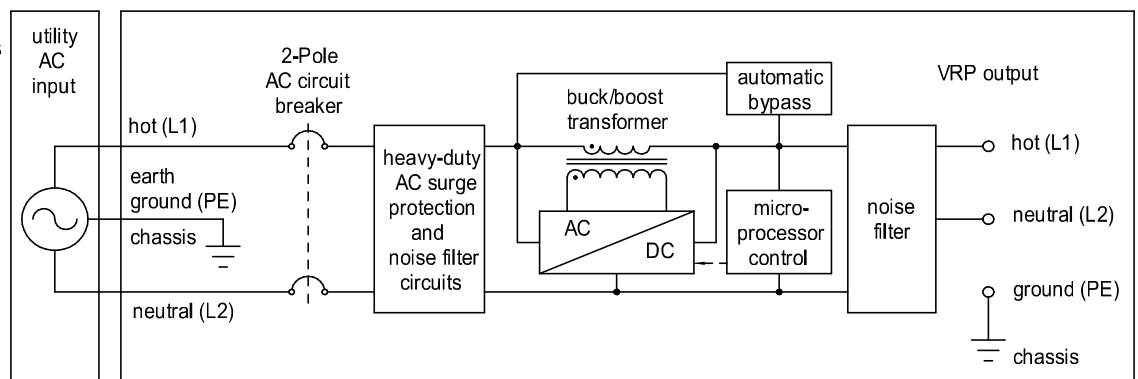 utility
AC
input
2-Pole
AC circuit
breaker
hot (L1)
earth
ground (PE)
chassis
neutral (L2)
heavy-duty
AC surge
protection
and
noise filter
circuits
buck/boost
transformer
automatic
bypass
AC
DC
micro-
processor
control
noise
filter
VRP output
hot (L1)
neutral (L2)
ground (PE)
chassis